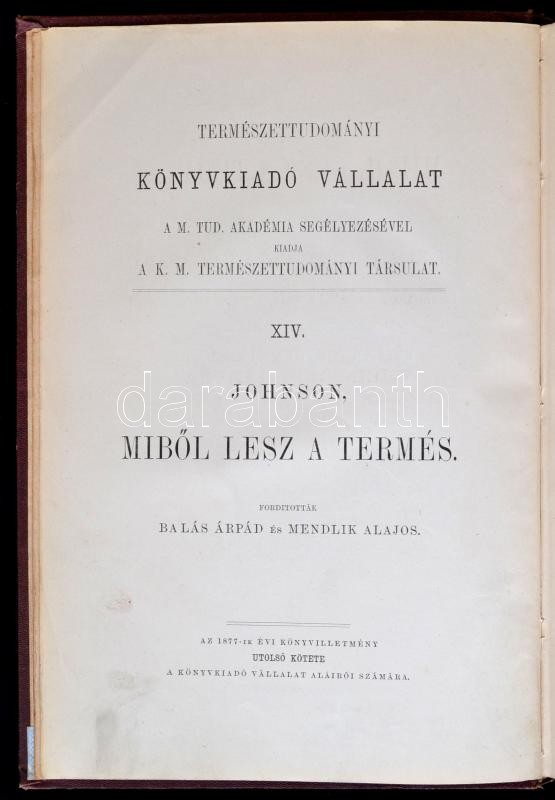 TERMÉSZETTUDOMÁNYI
KÖNYVKIADÓ VÁLLALAT
A M. TUD. AKADÉMIA SEGÉLYEZÉSÉVEL
KIADJA
A K. M. TERMÉSZETTUDOMÁNYI TÁRSULAT.
XIV.
JOHNSON,
darabanth
MIBŐL LESZ A TERMÉS.
FORDITOTTÁK
BALÁS ÁRPÁD ÉS MENDLIK ALAJOS.
AZ 1877-IK ÉVI KÖNYVILLETMÉNY
UTOLSÓ KÖTETE
A KÖNYVKIADÓ VÁLLALAT ALÁIRÓI SZÁMÁRA.